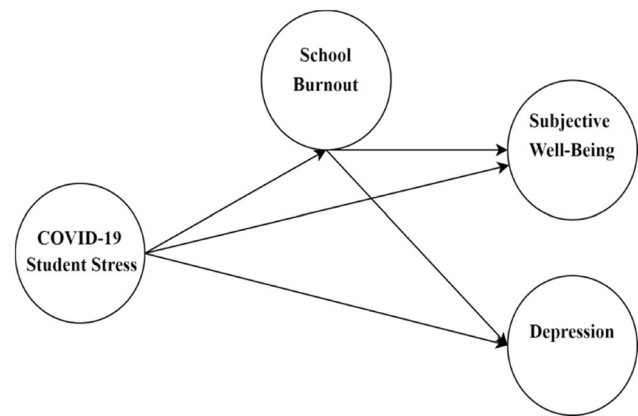 School
Burnout
Subjective
Well-Being
COVID-19
Student Stress
Depression